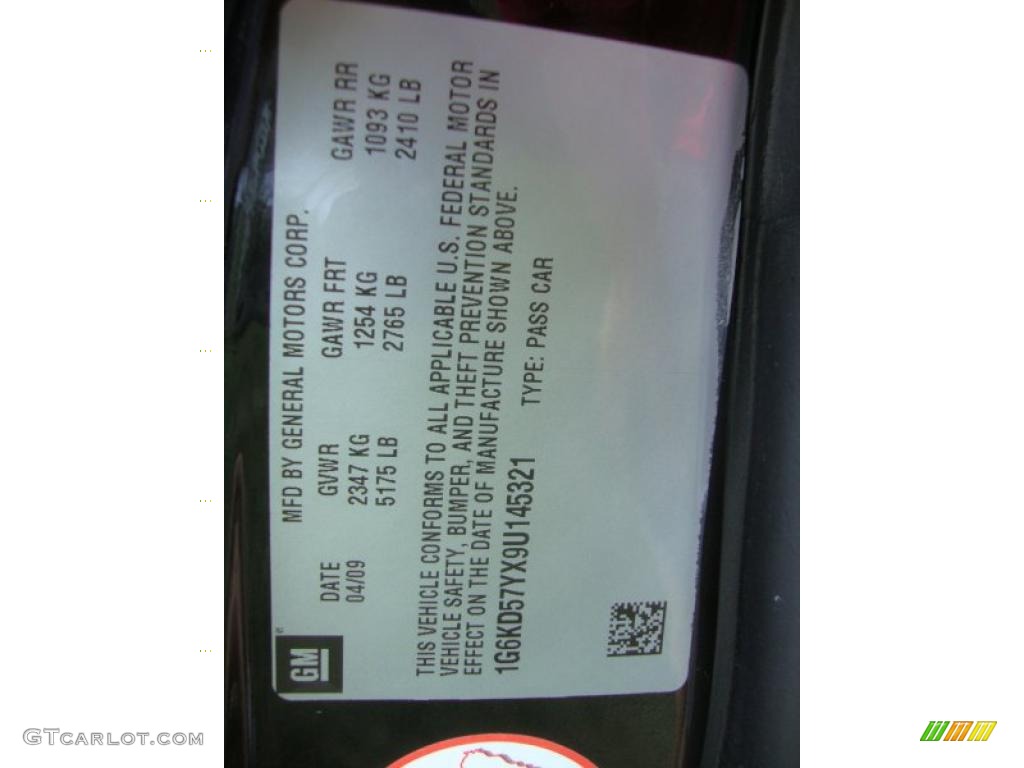 GM
MFD BY GENERAL MOTORS CORP.
DATE GVWR GAWR FRT GAWR RR
04/09 2347 KG 1254 KG 1093 KG
5175 LB 2765 LB 2410 LB
THIS VEHICLE CONFORMS TO ALL APPLICABLE U.S. FEDERAL MOTOR
VEHICLE SAFETY, BUMPER, AND THEFT PREVENTION STANDARDS IN
EFFECT ON THE DATE OF MANUFACTURE SHOWN ABOVE.
1G6KD57YX9U145321 TYPE: PASS CAR
GTCARLOT.COM